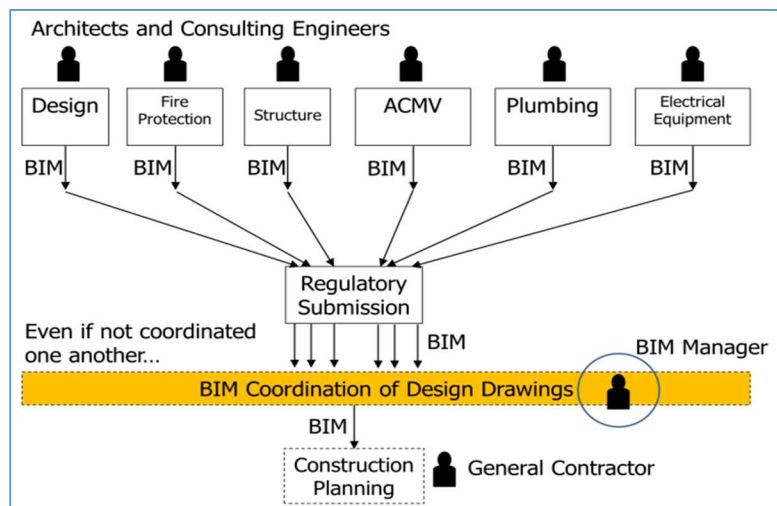 Architects and Consulting Engineers
Design
Fire
Protection
Structure
ACMV
Plumbing
Electrical
Equipment
BIM
BIM
BIM
BIM
BIM
BIM
Regulatory
Submission
Even if not coordinated
one another...
BIM
BIM Manager
BIM Coordination of Design Drawings
BIM
Construction
Planning
General Contractor